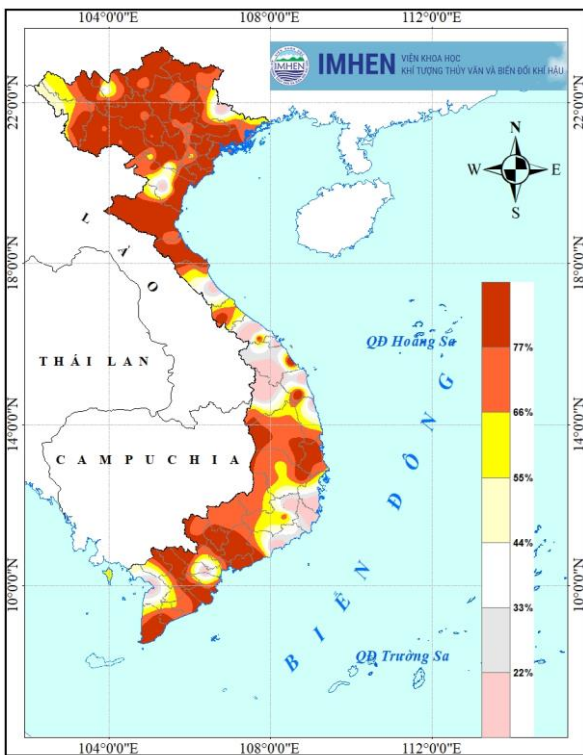 104°0'0"E 108°0'0"E 112°0'0"E
IMHEN
IMHEN
VIỆN KHOA HỌC
KHÍ TƯỢNG THỦY VĂN VÀ BIẾN ĐỔI KHÍ HẬU
22°0'0"N
22°0'0"N
N
W E
S
LÀO
18°0'0"N
18°0'0"N
QĐ Hoàng Sa
THÁI LAN
77%
66%
55%
44%
33%
22%
14°0'0"N
14°0'0"N
CAMPUCHIA
BIỂN ĐÔNG
10°0'0"N
10°0'0"N
QĐ Trường Sa
104°0'0"E 108°0'0"E 112°0'0"E